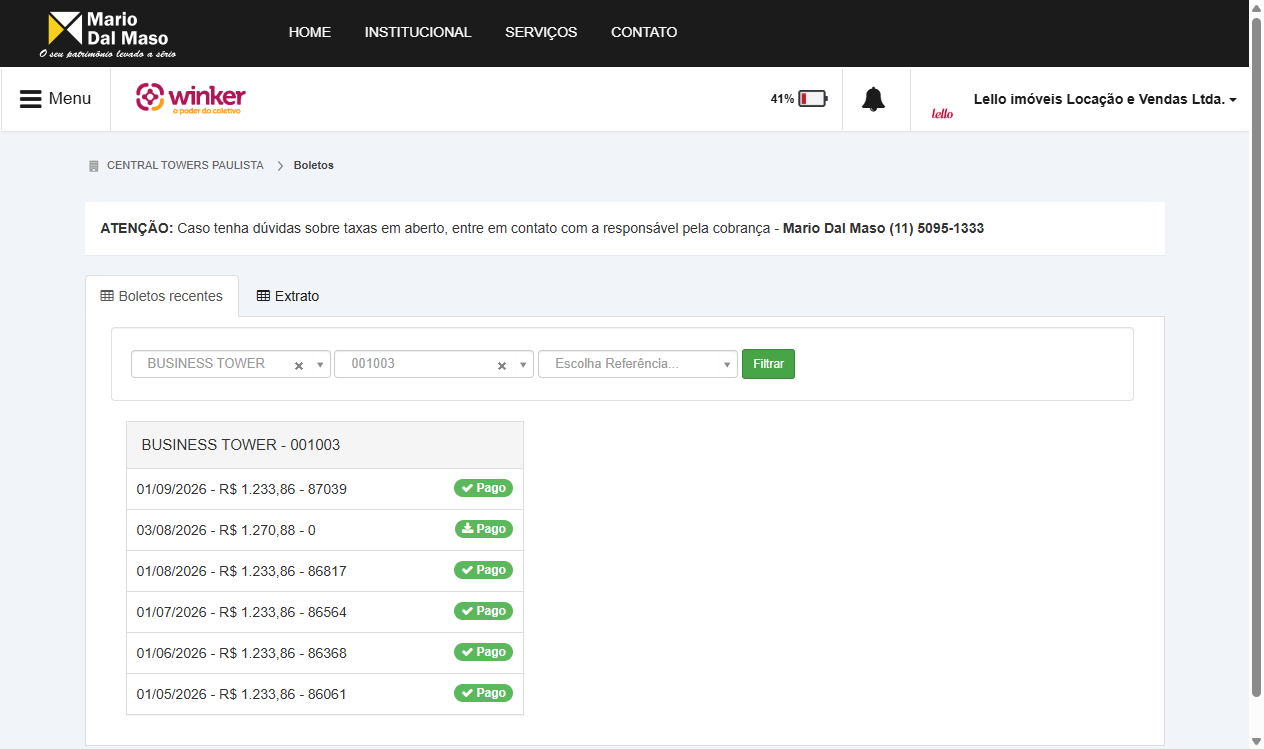 Mario
Dal Maso
O seu patrimônio levado a sério
HOME INSTITUCIONAL SERVIÇOS CONTATO
Menu
winker
o poder do coletivo
41%
lello
Lello imóveis Locação e Vendas Ltda.
CENTRAL TOWERS PAULISTA > Boletos
ATENÇÃO: Caso tenha dúvidas sobre taxas em aberto, entre em contato com a responsável pela cobrança - Mario Dal Maso (11) 5095-1333
Boletos recentes Extrato
BUSINESS TOWER × 001003 × Escolha Referência... Filtrar
BUSINESS TOWER - 001003
01/09/2026 - R$ 1.233,86 - 87039 Pago
03/08/2026 - R$ 1.270,88 - 0 Pago
01/08/2026 - R$ 1.233,86 - 86817 Pago
01/07/2026 - R$ 1.233,86 - 86564 Pago
01/06/2026 - R$ 1.233,86 - 86368 Pago
01/05/2026 - R$ 1.233,86 - 86061 Pago